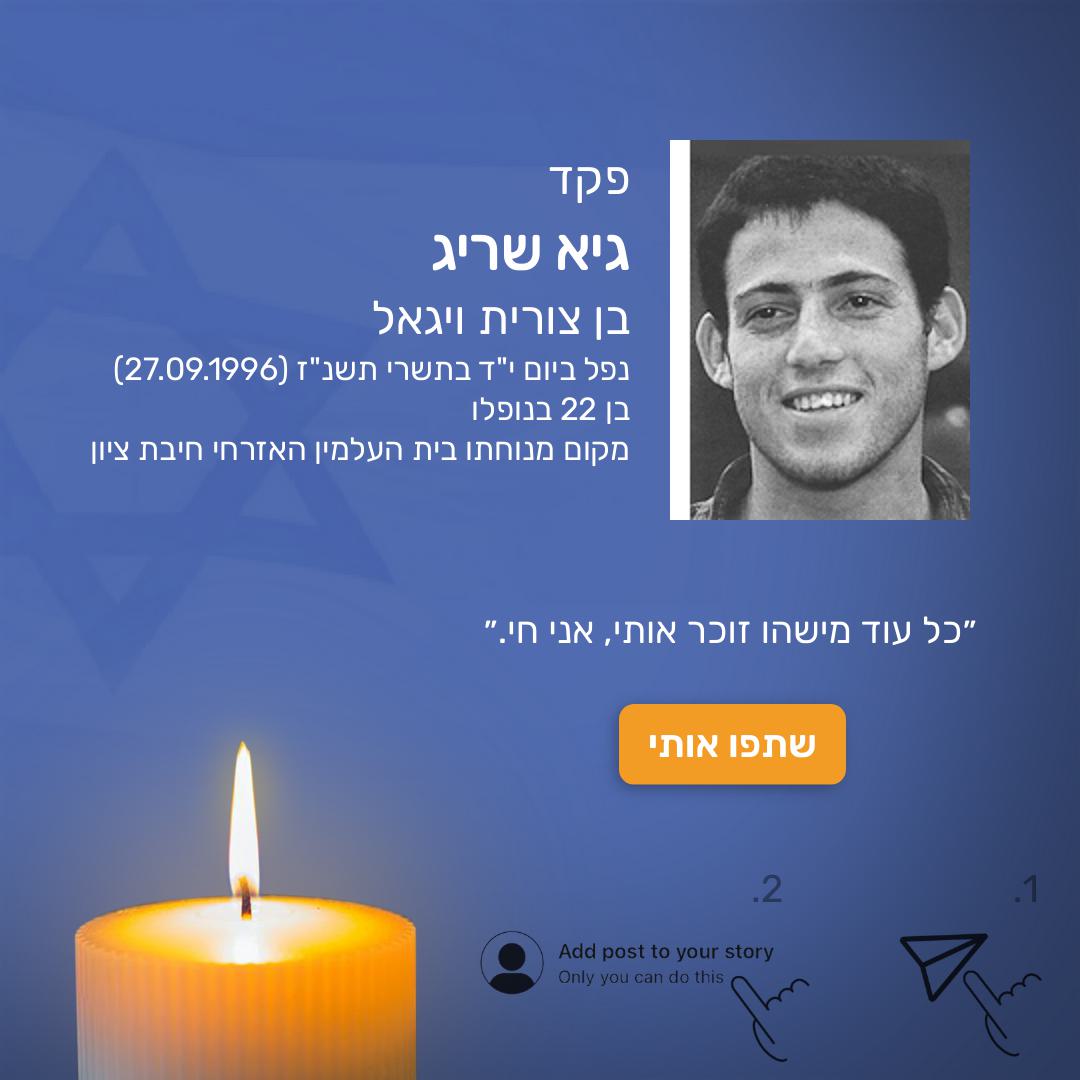 פקד
גיא שריג
בן צורית ויגאל
נפל ביום י"ד בתשרי תשנ"ז (27.09.1996)
בן 22 בנופלו
מקום מנוחתו בית העלמין האזרחי חיבת ציון
״כל עוד מישהו זוכר אותי, אני חי.״
שתפו אותי
1.
2.
Add post to your story
Only you can do this